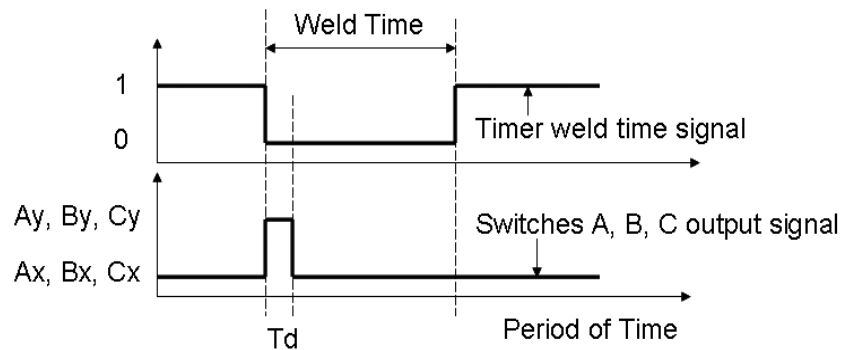 Weld Time
1
Timer weld time signal
0
Ay, By, Cy
Switches A, B, C output signal
Ax, Bx, Cx
Td
Period of Time